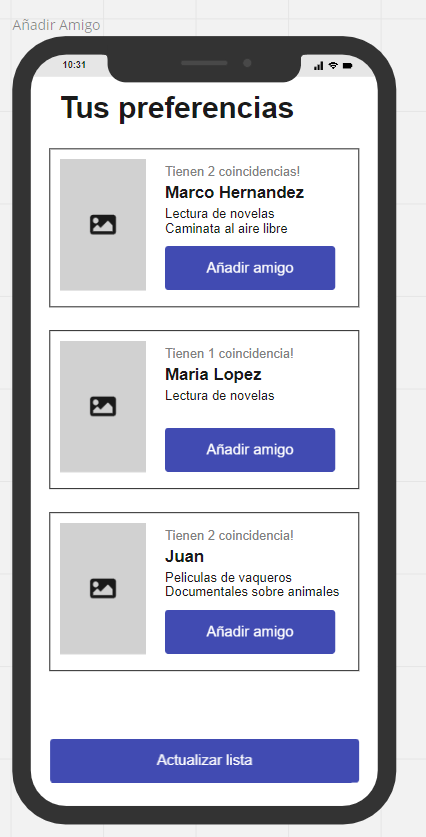 Añadir Amigo
10:31
Tus preferencias
Tienen 2 coincidencias!
Marco Hernandez
Lectura de novelas
Caminata al aire libre
Añadir amigo
Tienen 1 coincidencia!
Maria Lopez
Lectura de novelas
Añadir amigo
Tienen 2 coincidencia!
Juan
Peliculas de vaqueros
Documentales sobre animales
Añadir amigo
Actualizar lista